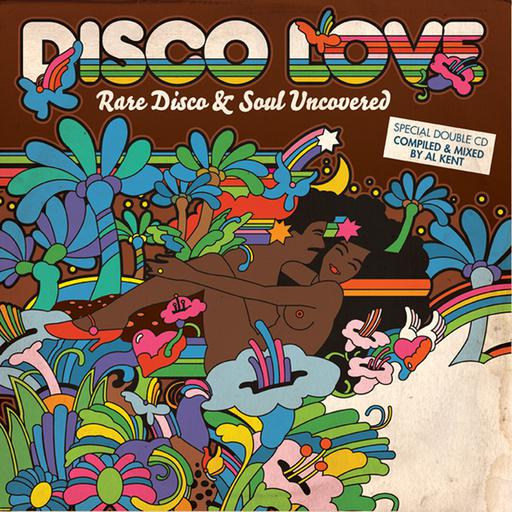 DISCO LOVE
Rare Disco & Soul Uncovered
SPECIAL DOUBLE CD
COMPILED & MIXED
BY AL KENT